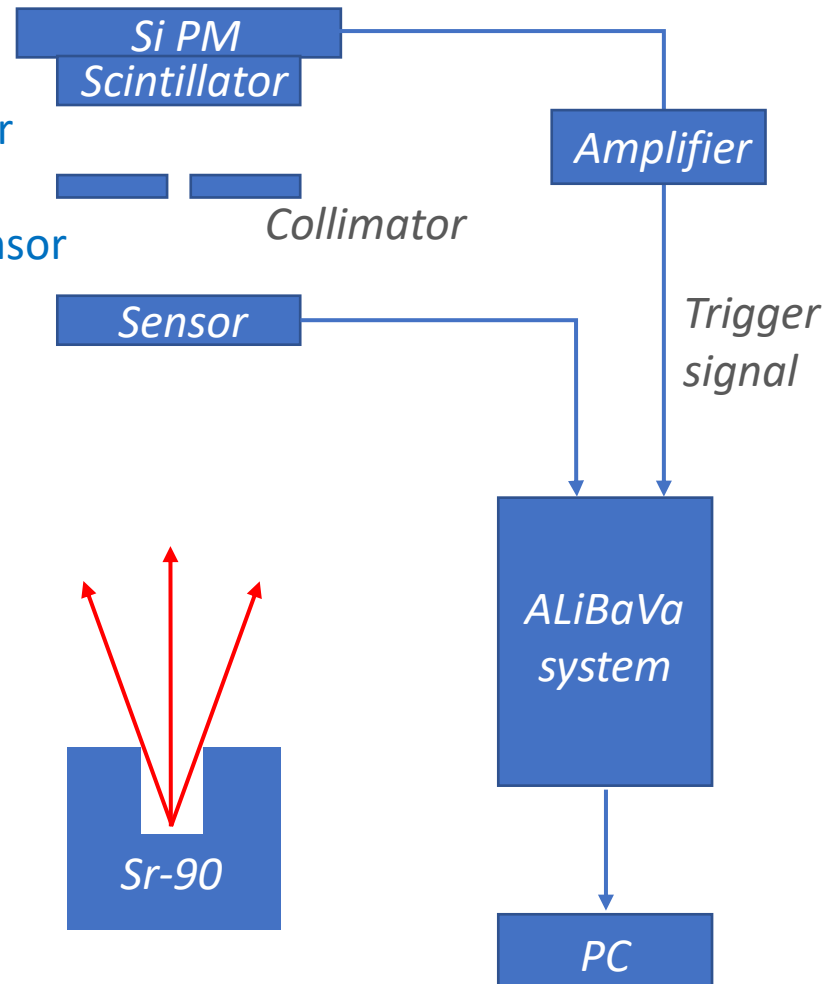 Si PM
Scintillator
Amplifier
Collimator
Sensor
Trigger
signal
ALiBaVa
system
Sr-90
PC